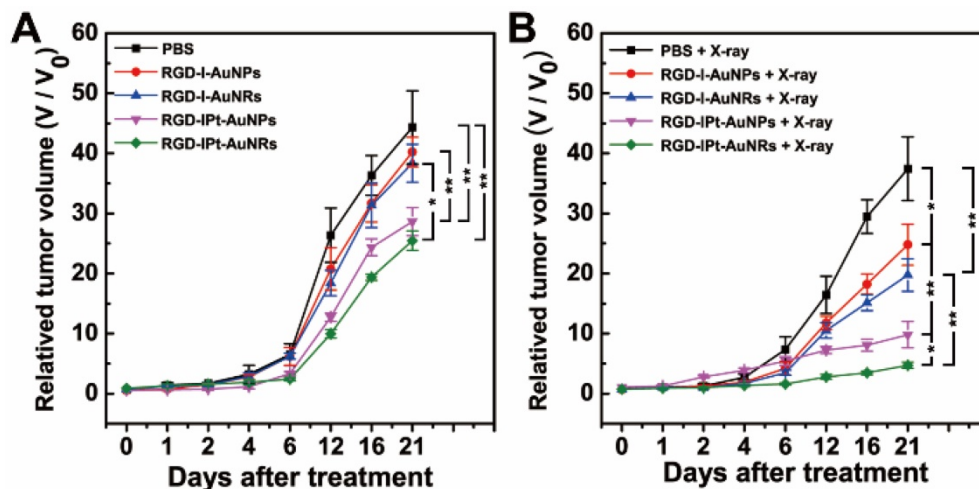 A
Relatived tumor volume (V / V0)
60
50
40
30
20
10
0
PBS
RGD-I-AuNPs
RGD-I-AuNRs
RGD-IPt-AuNPs
RGD-IPt-AuNRs
*
**
**
**
0 1 2 4 6 12 16 21
Days after treatment
B
Relatived tumor volume (V / V0)
60
50
40
30
20
10
0
PBS + X-ray
RGD-I-AuNPs + X-ray
RGD-I-AuNRs + X-ray
RGD-IPt-AuNPs + X-ray
RGD-IPt-AuNRs + X-ray
*
**
*
**
**
0 1 2 4 6 12 16 21
Days after treatment